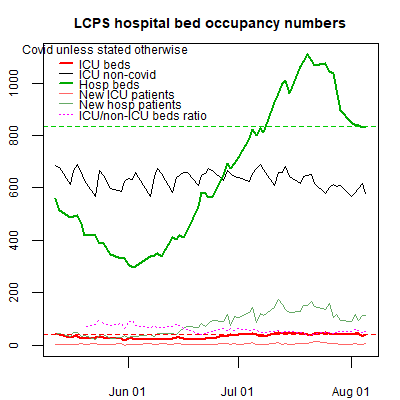 LCPS hospital bed occupancy numbers
Covid unless stated otherwise
ICU beds
ICU non-covid
Hosp beds
New ICU patients
New hosp patients
ICU/non-ICU beds ratio
1000
800
600
400
200
0
Jun 01 Jul 01 Aug 01